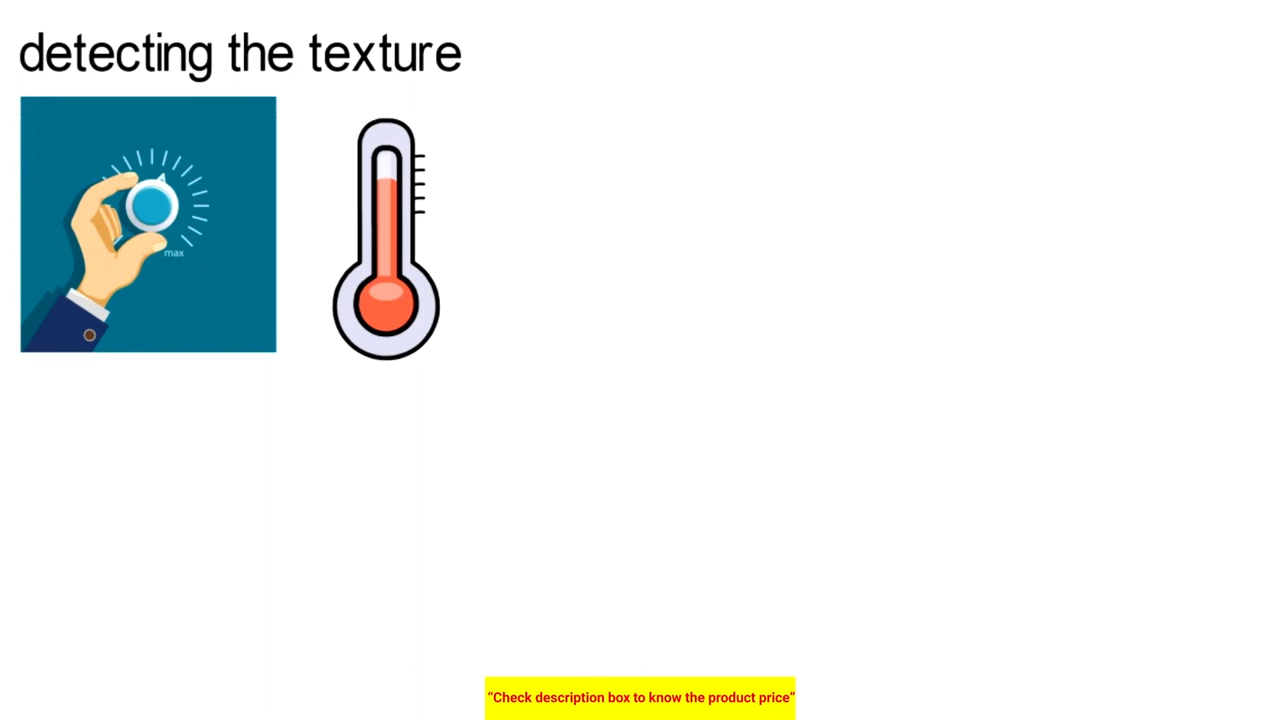 detecting the texture
max
“Check description box to know the product price”